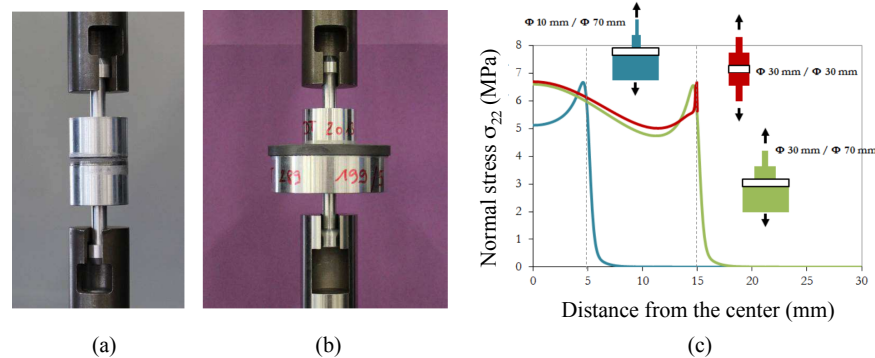 Φ 10 mm / Φ 70 mm
8
7
6
5
4
3
2
1
0
Normal stress σ22 (MPa)
Φ 30 mm / Φ 30 mm
Φ 30 mm / Φ 70 mm
0 5 10 15 20 25 30
Distance from the center (mm)
199
(a) (b) (c)